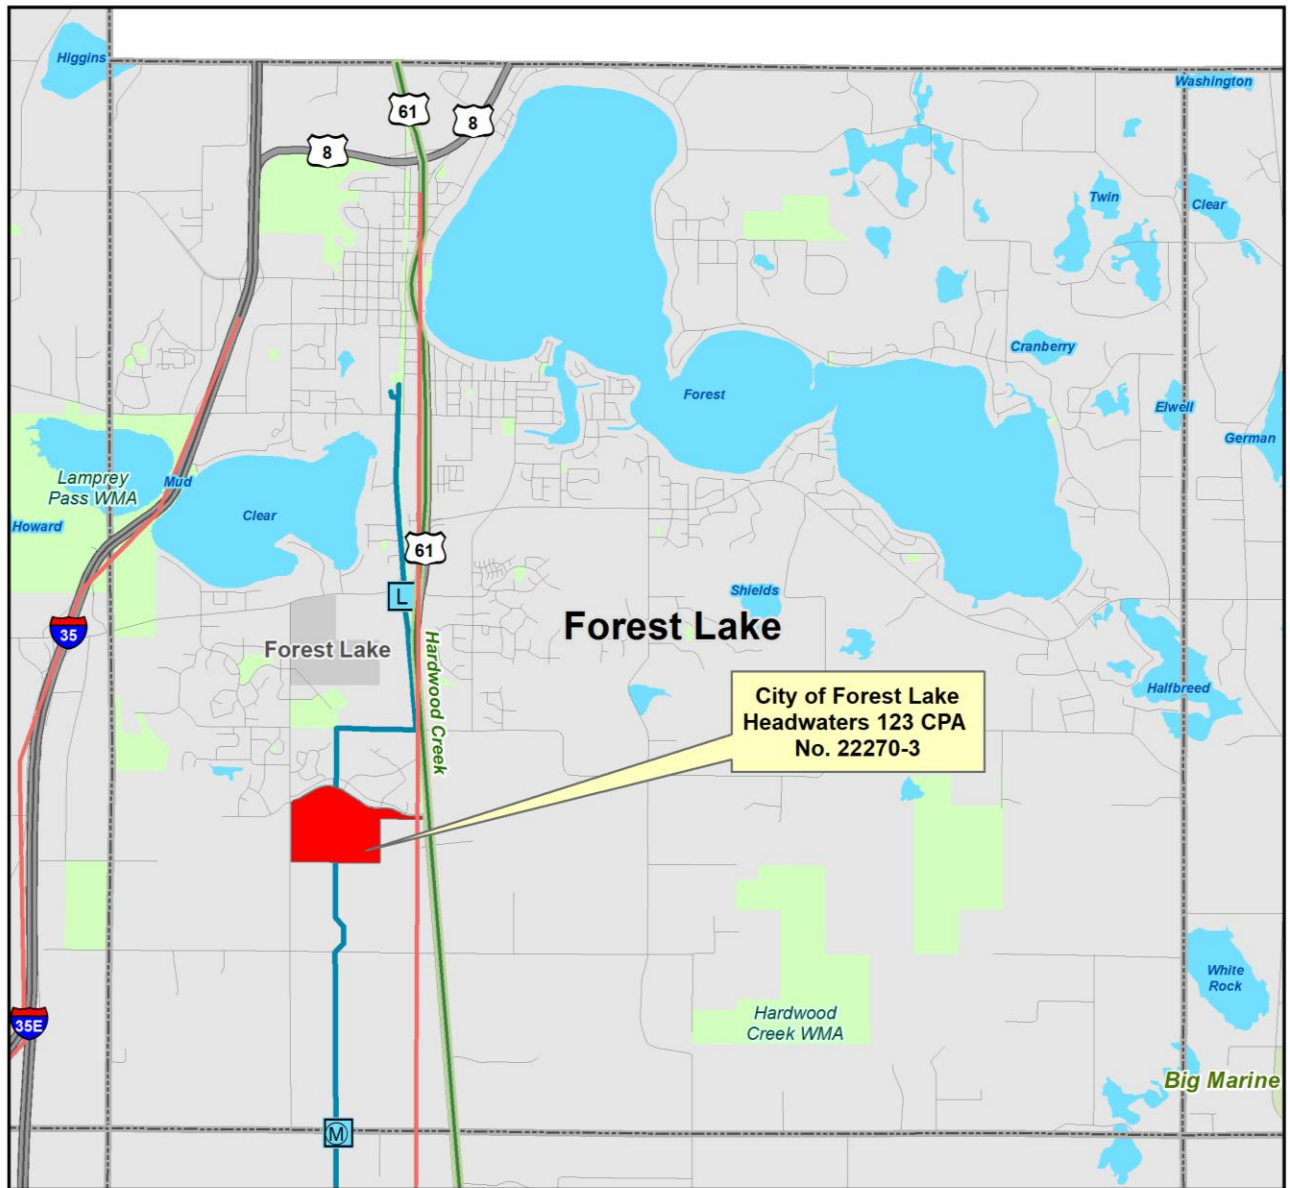 Higgins
61
8
8
Washington
Twin
Clear
Cranberry
Forest
Elwell
German
Lamprey
Pass WMA
Mud
Howard
Clear
61
L
35
Shields
Forest Lake
Forest Lake
Hardwood Creek
Halfbreed
City of Forest Lake
Headwaters 123 CPA
No. 22270-3
White
Rock
35E
Hardwood
Creek WMA
Big Marine
M